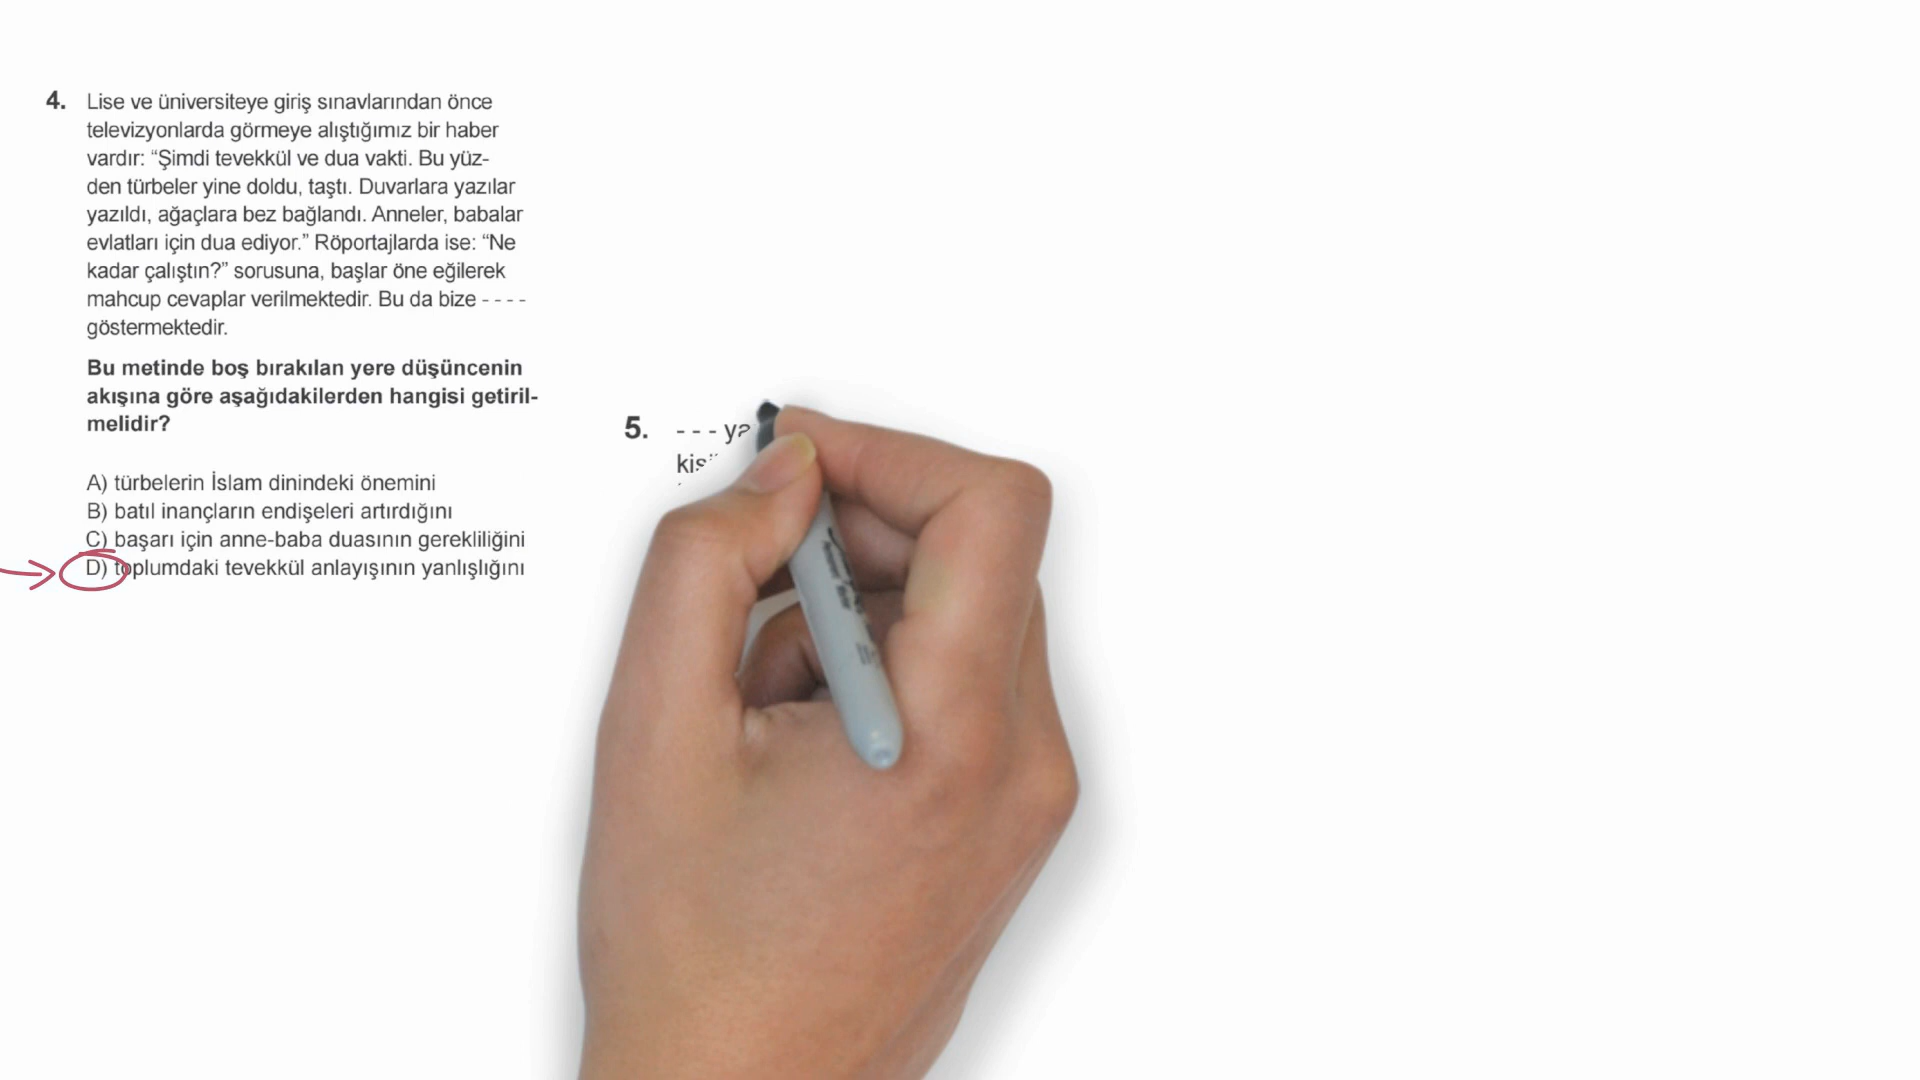 4. Lise ve üniversiteye giriş sınavlarından önce
televizyonlarda görmeye alıştığımız bir haber
vardır: “Şimdi tevekkül ve dua vakti. Bu yüz-
den türbeler yine doldu, taştı. Duvarlara yazılar
yazıldı, ağaçlara bez bağlandı. Anneler, babalar
evlatları için dua ediyor.” Röportajlarda ise: “Ne
kadar çalıştın?” sorusuna, başlar öne eğilerek
mahcup cevaplar verilmektedir. Bu da bize - - - -
göstermektedir.
Bu metinde boş bırakılan yere düşüncenin
akışına göre aşağıdakilerden hangisi getiril-
melidir?
A) türbelerin İslam dinindeki önemini
B) batıl inançların endişeleri artırdığını
C) başarı için anne-baba duasının gerekliliğini
D) toplumdaki tevekkül anlayışının yanlışlığını
5. - - -